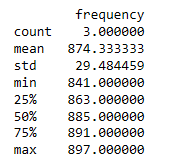 frequency
count 3.000000
mean 874.333333
std 29.484459
min 841.000000
25% 863.000000
50% 885.000000
75% 891.000000
max 897.000000